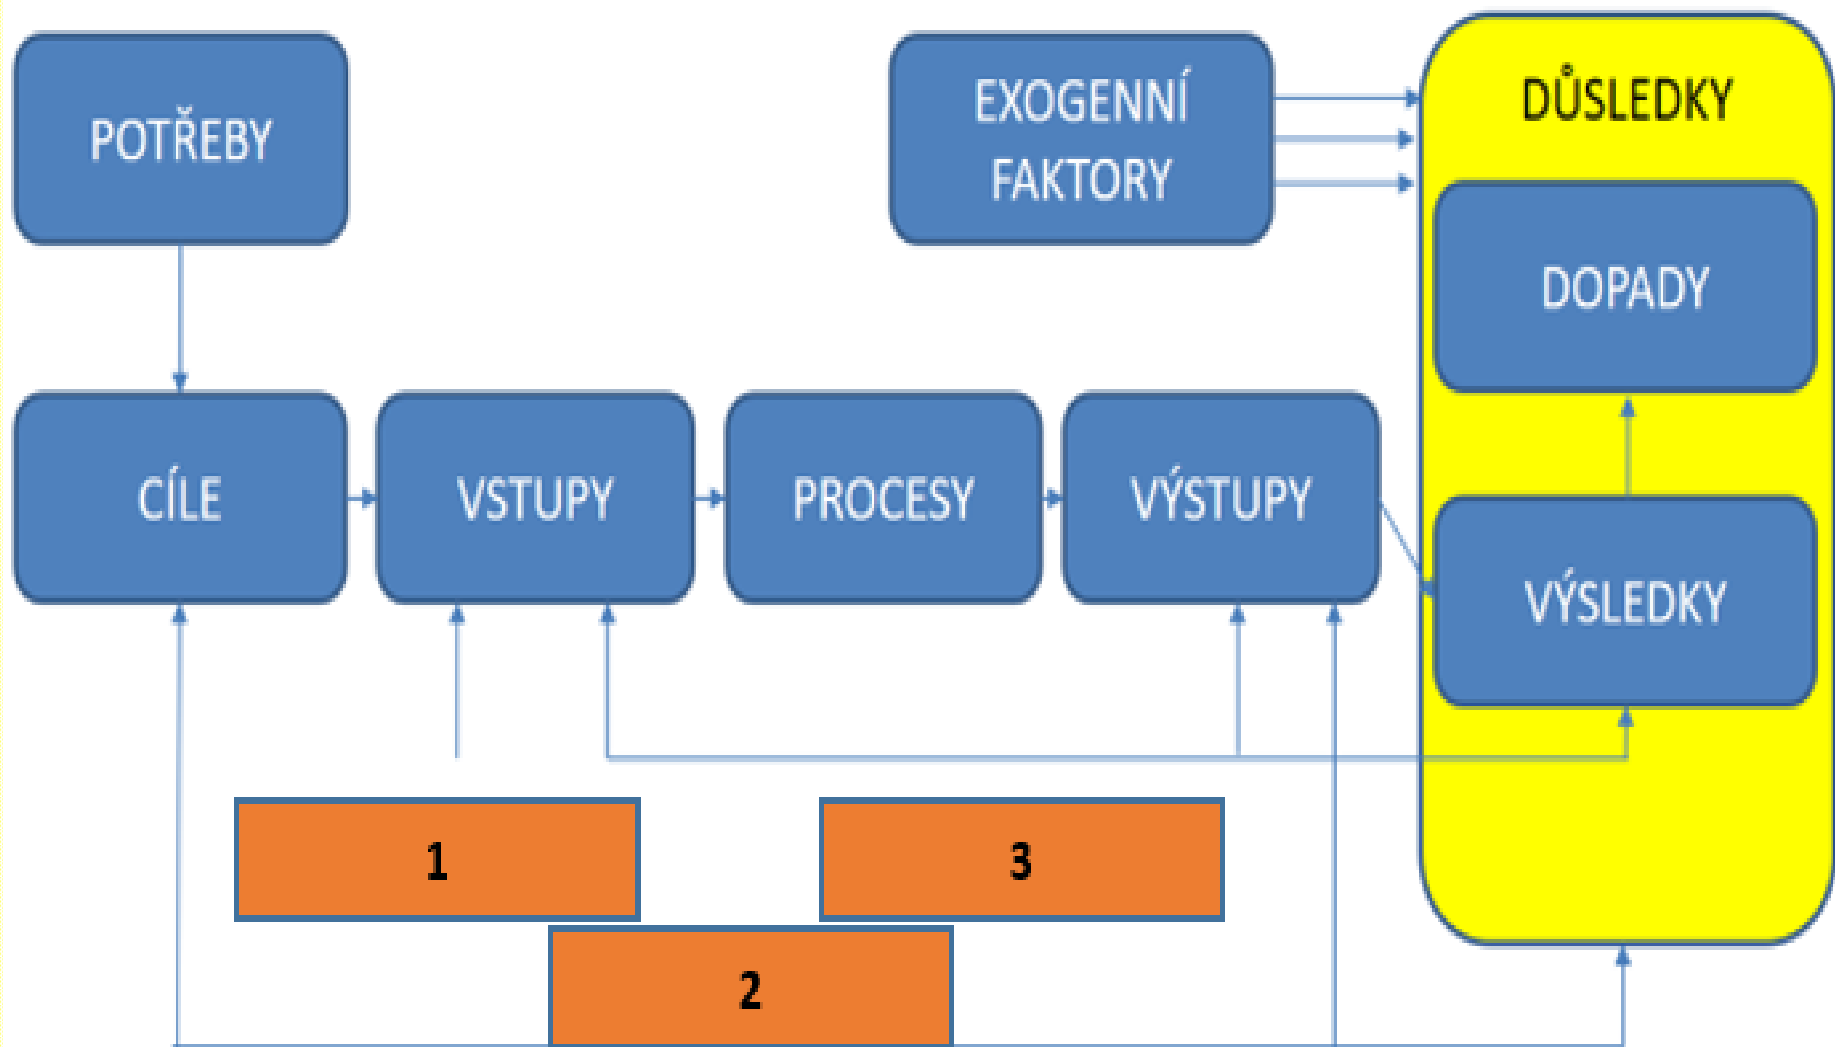 POTŘEBY
EXOGENNÍ
FAKTORY
DŮSLEDKY
DOPADY
CÍLE
VSTUPY
PROCESY
VÝSTUPY
VÝSLEDKY
1
3
2